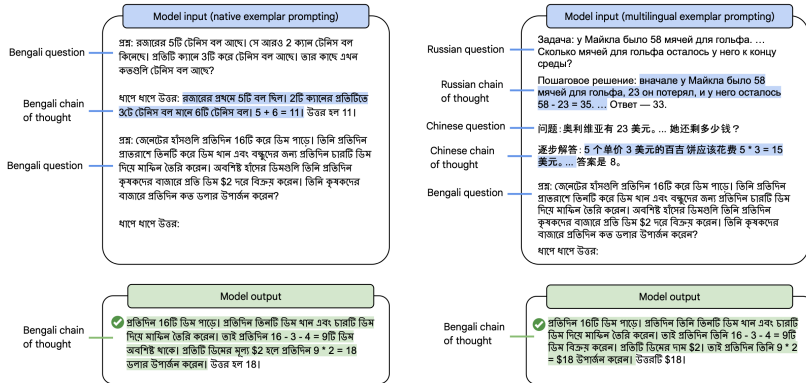 Model input (native exemplar prompting)
Bengali question
প্রশ্ন: রজারের 5টি টেনিস বল আছে। সে আরও 2 ক্যান টেনিস বল
কিনেছে। প্রতিটি ক্যানে 3টি করে টেনিস বল আছে। তার কাছে এখন
কতগুলি টেনিস বল আছে?
Bengali chain
of thought
ধাপে ধাপে উত্তর: রজারের প্রথমে 5টি বল ছিল। 2টি ক্যানের প্রতিটিতে
3টে টেনিস বল মানে 6টি টেনিস বল। 5 + 6 = 11। উত্তর হল 11।
Bengali question
প্রশ্ন: জেনেটের হাঁসগুলি প্রতিদিন 16টি করে ডিম পাড়ে। তিনি প্রতিদিন
প্রাতরাশে তিনটি করে ডিম খান এবং বন্ধুদের জন্য প্রতিদিন চারটি ডিম
দিয়ে মাফিন তৈরি করেন। অবশিষ্ট হাঁসের ডিমগুলি তিনি প্রতিদিন
কৃষকদের বাজারে প্রতি ডিম $2 দরে বিক্রয় করেন। তিনি কৃষকদের
বাজারে প্রতিদিন কত ডলার উপার্জন করেন?
ধাপে ধাপে উত্তর:
Model output
Bengali chain
of thought
প্রতিদিন 16টি ডিম পাড়ে। প্রতিদিন তিনটি ডিম খান এবং চারটি ডিম
দিয়ে মাফিন তৈরি করেন। তাই প্রতিদিন 16 - 3 - 4 = 9টি ডিম
অবশিষ্ট থাকে। প্রতিটি ডিমের মূল্য $2 হলে প্রতিদিন 9 * 2 = 18
ডলার উপার্জন করেন। উত্তর হল 18।
Model input (multilingual exemplar prompting)
Russian question
Задача: у Майкла было 58 мячей для гольфа. …
Сколько мячей для гольфа осталось у него к концу
среды?
Russian chain
of thought
Пошаговое решение: вначале у Майкла было 58
мячей для гольфа, 23 он потерял, и у него осталось
58 - 23 = 35. … Ответ — 33.
Chinese question
问题：奥利维亚有 23 美元。... 她还剩多少钱？
Chinese chain
of thought
逐步解答：5 个单价 3 美元的百吉饼应该花费 5 * 3 = 15
美元。... 答案是 8。
Bengali question
প্রশ্ন: জেনেটের হাঁসগুলি প্রতিদিন 16টি করে ডিম পাড়ে। তিনি প্রতিদিন
প্রাতরাশে তিনটি করে ডিম খান এবং বন্ধুদের জন্য প্রতিদিন চারটি ডিম
দিয়ে মাফিন তৈরি করেন। অবশিষ্ট হাঁসের ডিমগুলি তিনি প্রতিদিন
কৃষকদের বাজারে প্রতি ডিম $2 দরে বিক্রয় করেন। তিনি কৃষকদের
বাজারে প্রতিদিন কত ডলার উপার্জন করেন?
ধাপে ধাপে উত্তর:
Model output
Bengali chain
of thought
প্রতিদিন 16টি ডিম পাড়ে। প্রতিদিন তিনি তিনটি ডিম খান এবং চারটি
ডিম দিয়ে মাফিন তৈরি করেন। তাই প্রতিদিন তিনি 16 - 3 - 4 = 9টি
ডিম বিক্রয় করেন। প্রতিটি ডিমের দাম $2। তাই প্রতিদিন তিনি 9 * 2
= $18 উপার্জন করেন। উত্তরটি $18।